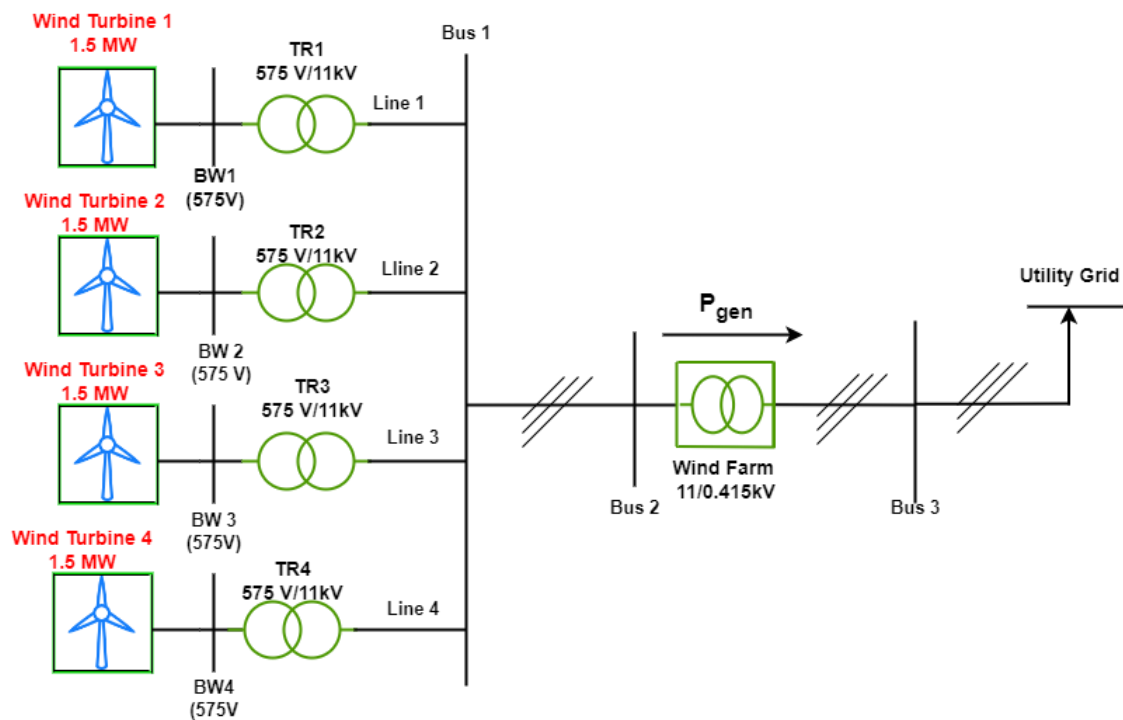 Wind Turbine 1
1.5 MW
TR1
575 V/11kV
Line 1
Bus 1
BW1
(575V)
Wind Turbine 2
1.5 MW
TR2
575 V/11kV
Lline 2
BW 2
(575 V)
Wind Turbine 3
1.5 MW
TR3
575 V/11kV
Line 3
BW 3
(575V)
Wind Turbine 4
1.5 MW
TR4
575 V/11kV
Line 4
BW4
(575V
Bus 2
Pgen
Wind Farm
11/0.415kV
Bus 3
Utility Grid